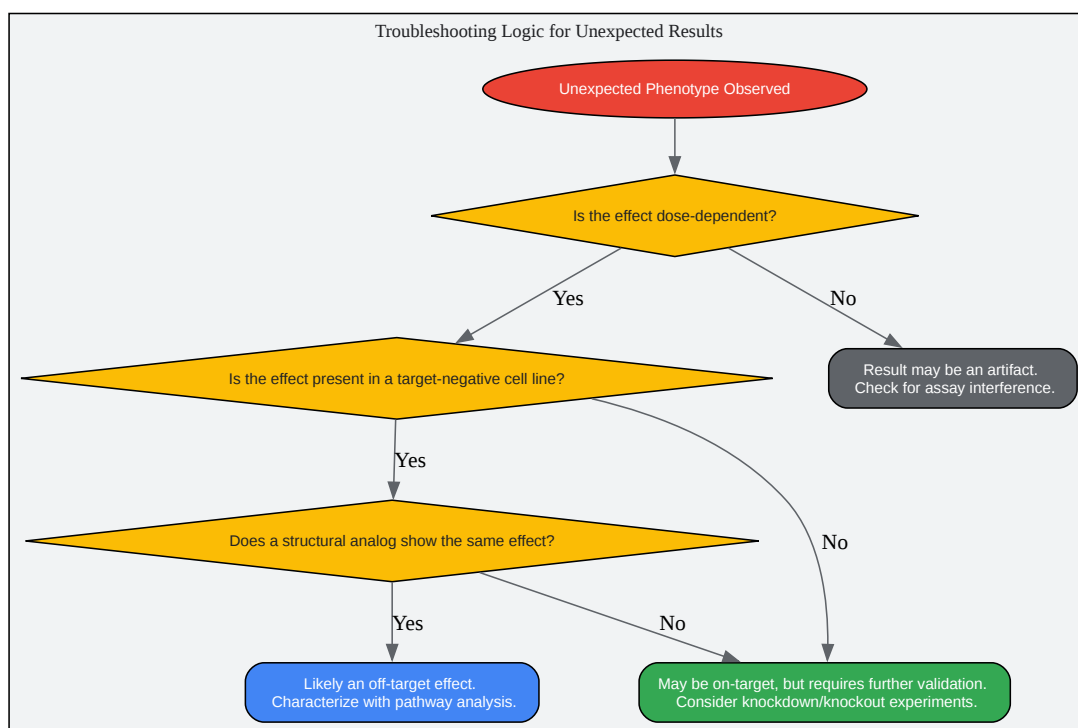 Troubleshooting Logic for Unexpected Results
Unexpected Phenotype Observed
Is the effect dose-dependent?
Yes
No
Is the effect present in a target-negative cell line?
Result may be an artifact.
Check for assay interference.
Yes
Does a structural analog show the same effect?
No
Yes
No
Likely an off-target effect.
Characterize with pathway analysis.
May be on-target, but requires further validation.
Consider knockdown/knockout experiments.